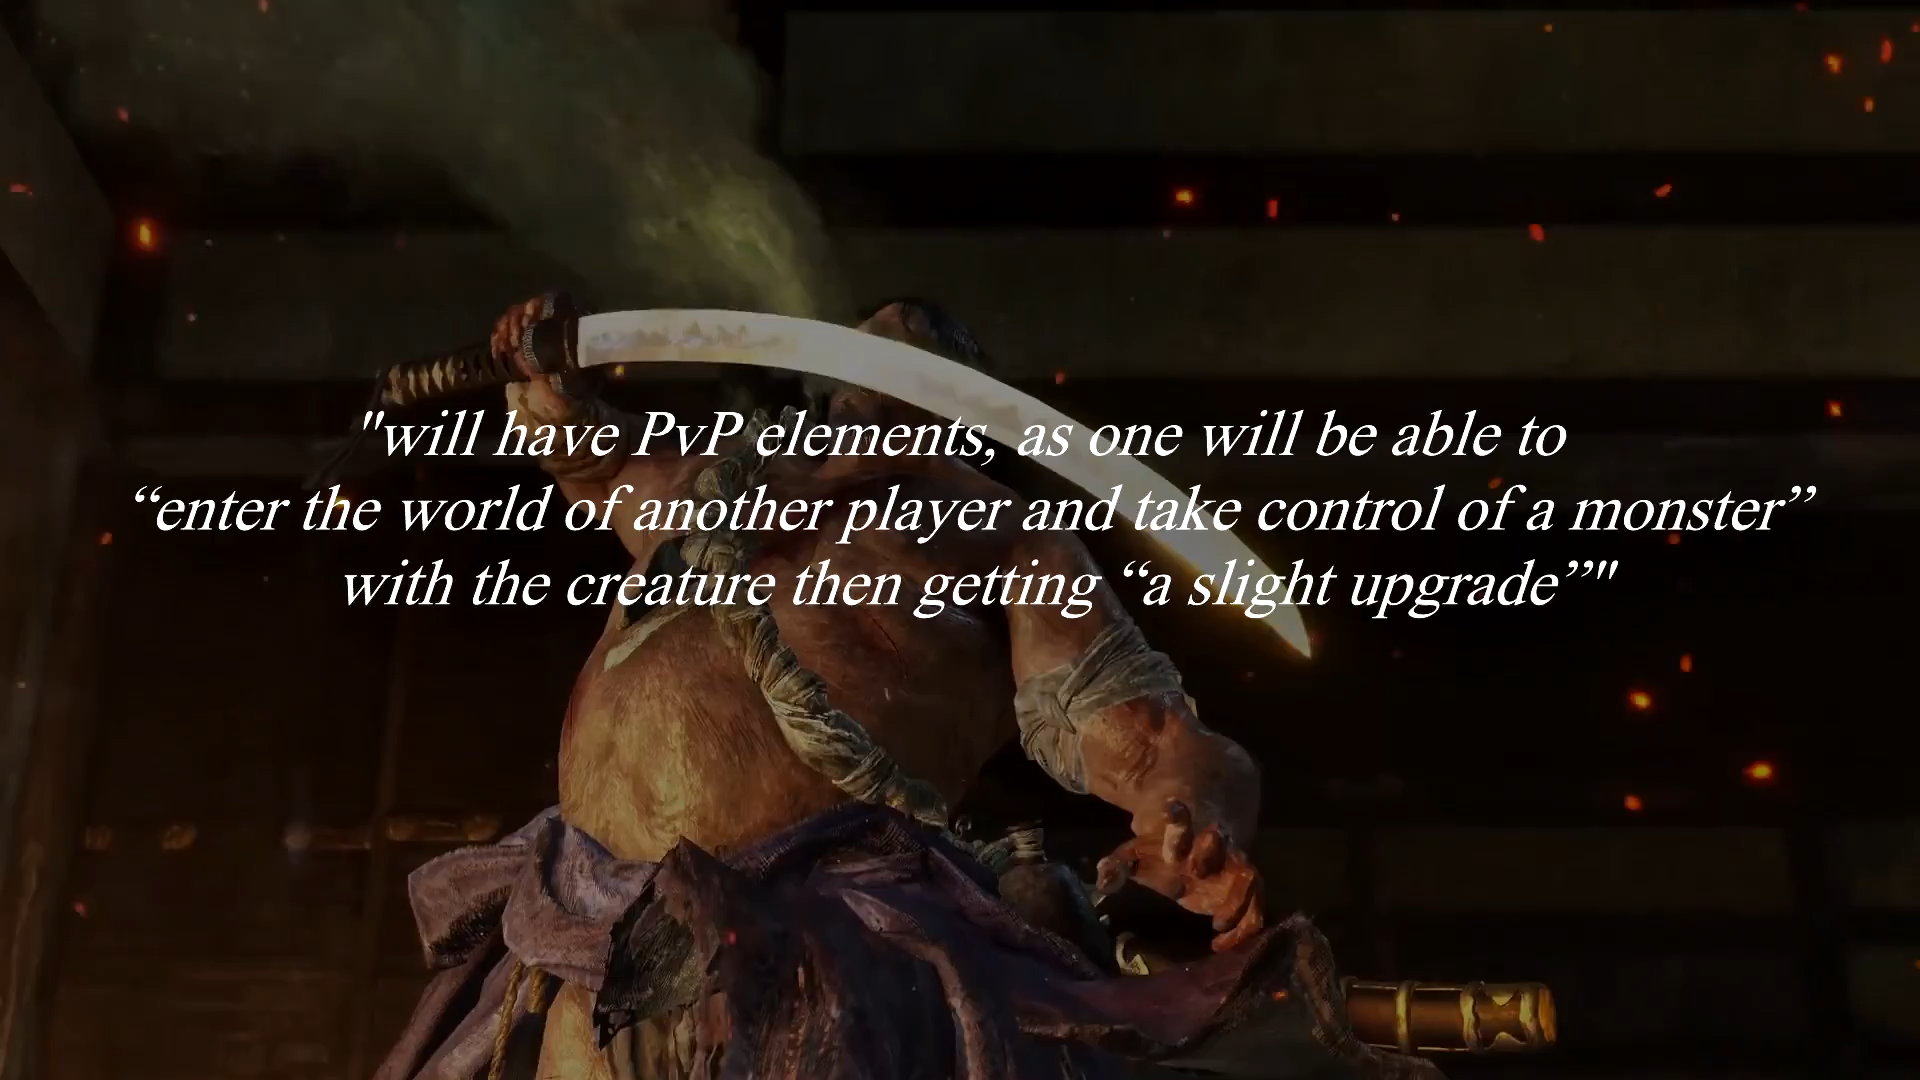 "will have PvP elements, as one will be able to
“enter the world of another player and take control of a monster”
with the creature then getting “a slight upgrade”"